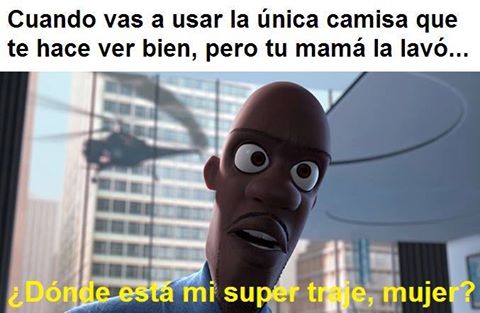 Cuando vas a usar la única camisa que
te hace ver bien, pero tu mamá la lavó...
¿Dónde está mi super traje, mujer?